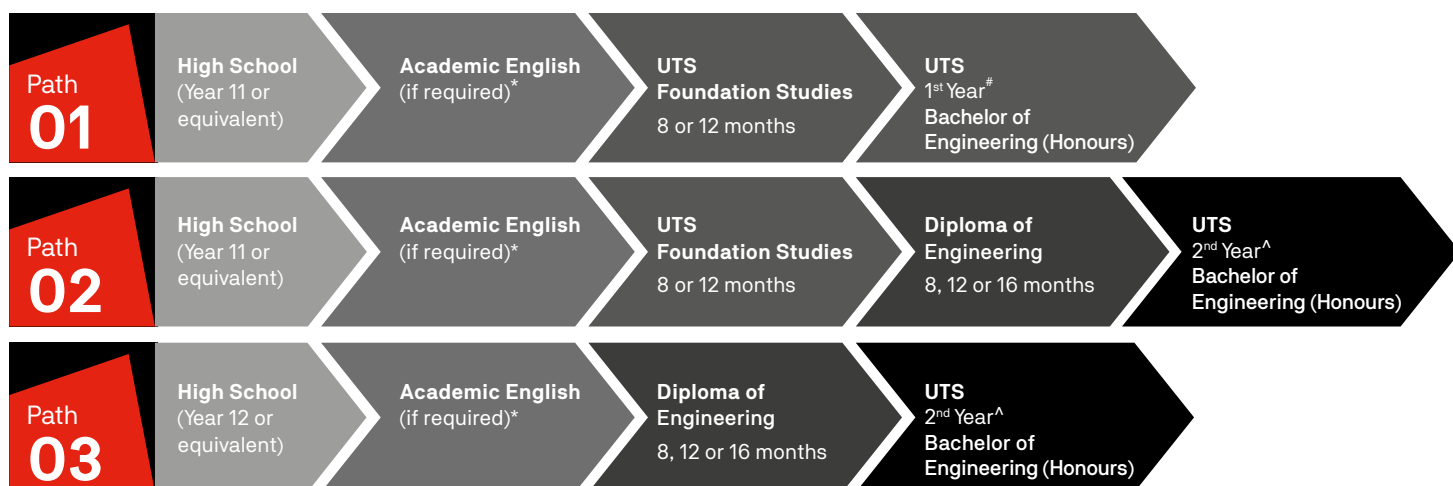 Path
01
High School
(Year 11 or
equivalent)
Academic English
(if required)*
UTS
Foundation Studies
8 or 12 months
UTS
1st Year#
Bachelor of
Engineering (Honours)
Path
02
High School
(Year 11 or
equivalent)
Academic English
(if required)*
UTS
Foundation Studies
8 or 12 months
Diploma of
Engineering
8, 12 or 16 months
UTS
2nd Year^
Bachelor of
Engineering (Honours)
Path
03
High School
(Year 12 or
equivalent)
Academic English
(if required)*
Diploma of
Engineering
8, 12 or 16 months
UTS
2nd Year^
Bachelor of
Engineering (Honours)